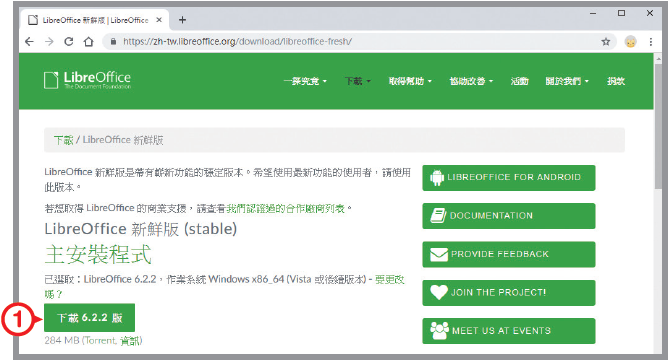 LibreOffice 新鮮版 | LibreOffice
https://zh-tw.libreoffice.org/download/libreoffice-fresh/
LibreOffice
The Document Foundation
一探究竟
下載
取得幫助
協助改善
活動
關於我們
捐款
下載 / LibreOffice 新鮮版
LibreOffice 新鮮版是帶有嶄新功能的穩定版本。希望使用最新功能的使用者，請使用
此版本。
若想取得 LibreOffice 的商業支援，請查看我們認證過的合作廠商列表。
LibreOffice 新鮮版 (stable)
主安裝程式
已選取：LibreOffice 6.2.2，作業系統 Windows x86_64 (Vista 或後續版本) - 要更改
嗎？
1
下載 6.2.2 版
284 MB (Torrent, 資訊)
LIBREOFFICE FOR ANDROID
DOCUMENTATION
PROVIDE FEEDBACK
JOIN THE PROJECT!
MEET US AT EVENTS